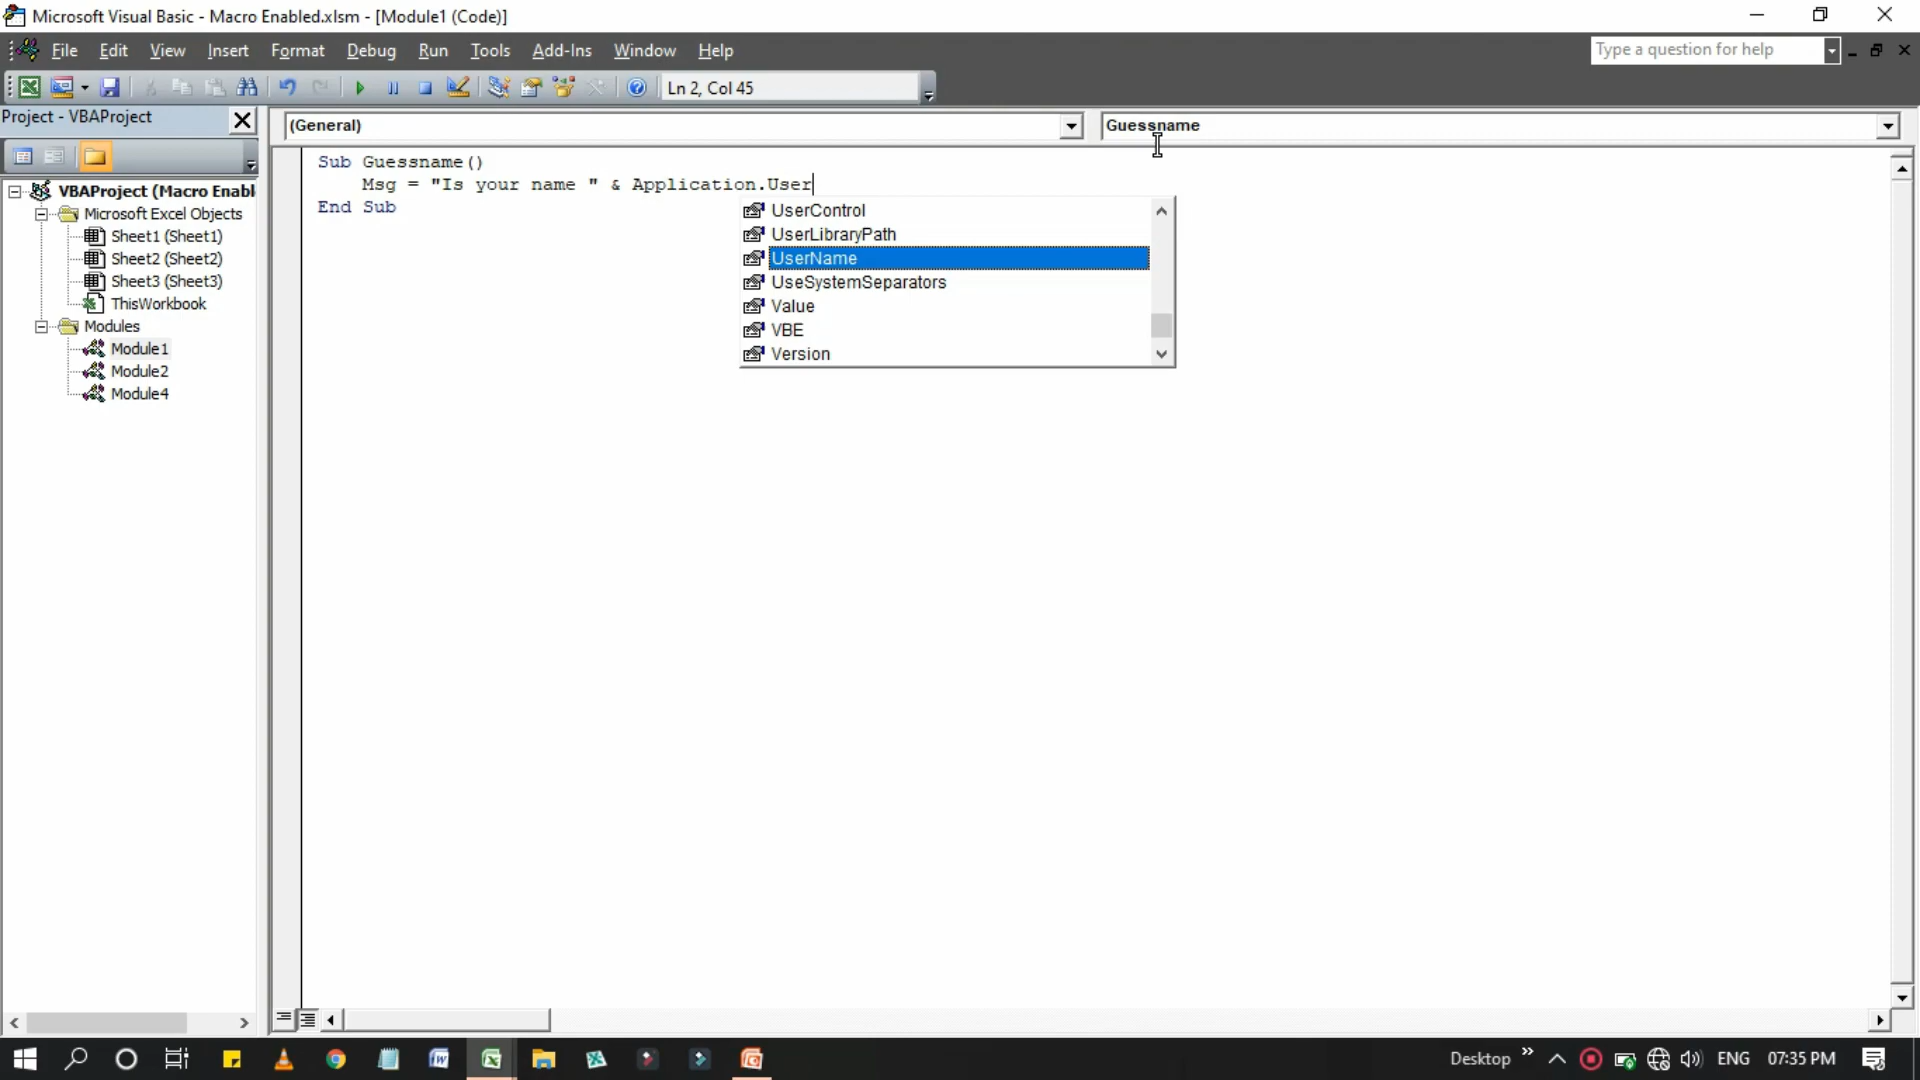 Microsoft Visual Basic - Macro Enabled.xlsm - [Module1 (Code)]
File Edit View Insert Format Debug Run Tools Add-Ins Window Help
Type a question for help
Ln 2, Col 45
Project - VBAProject
(General)
Guessname
VBAProject (Macro Enabl
Microsoft Excel Objects
Sheet1 (Sheet1)
Sheet2 (Sheet2)
Sheet3 (Sheet3)
ThisWorkbook
Modules
Module1
Module2
Module4
Sub Guessname()
Msg = "Is your name " & Application.User
End Sub
UserControl
UserLibraryPath
UserName
UseSystemSeparators
Value
VBE
Version
Desktop
ENG
07:35 PM